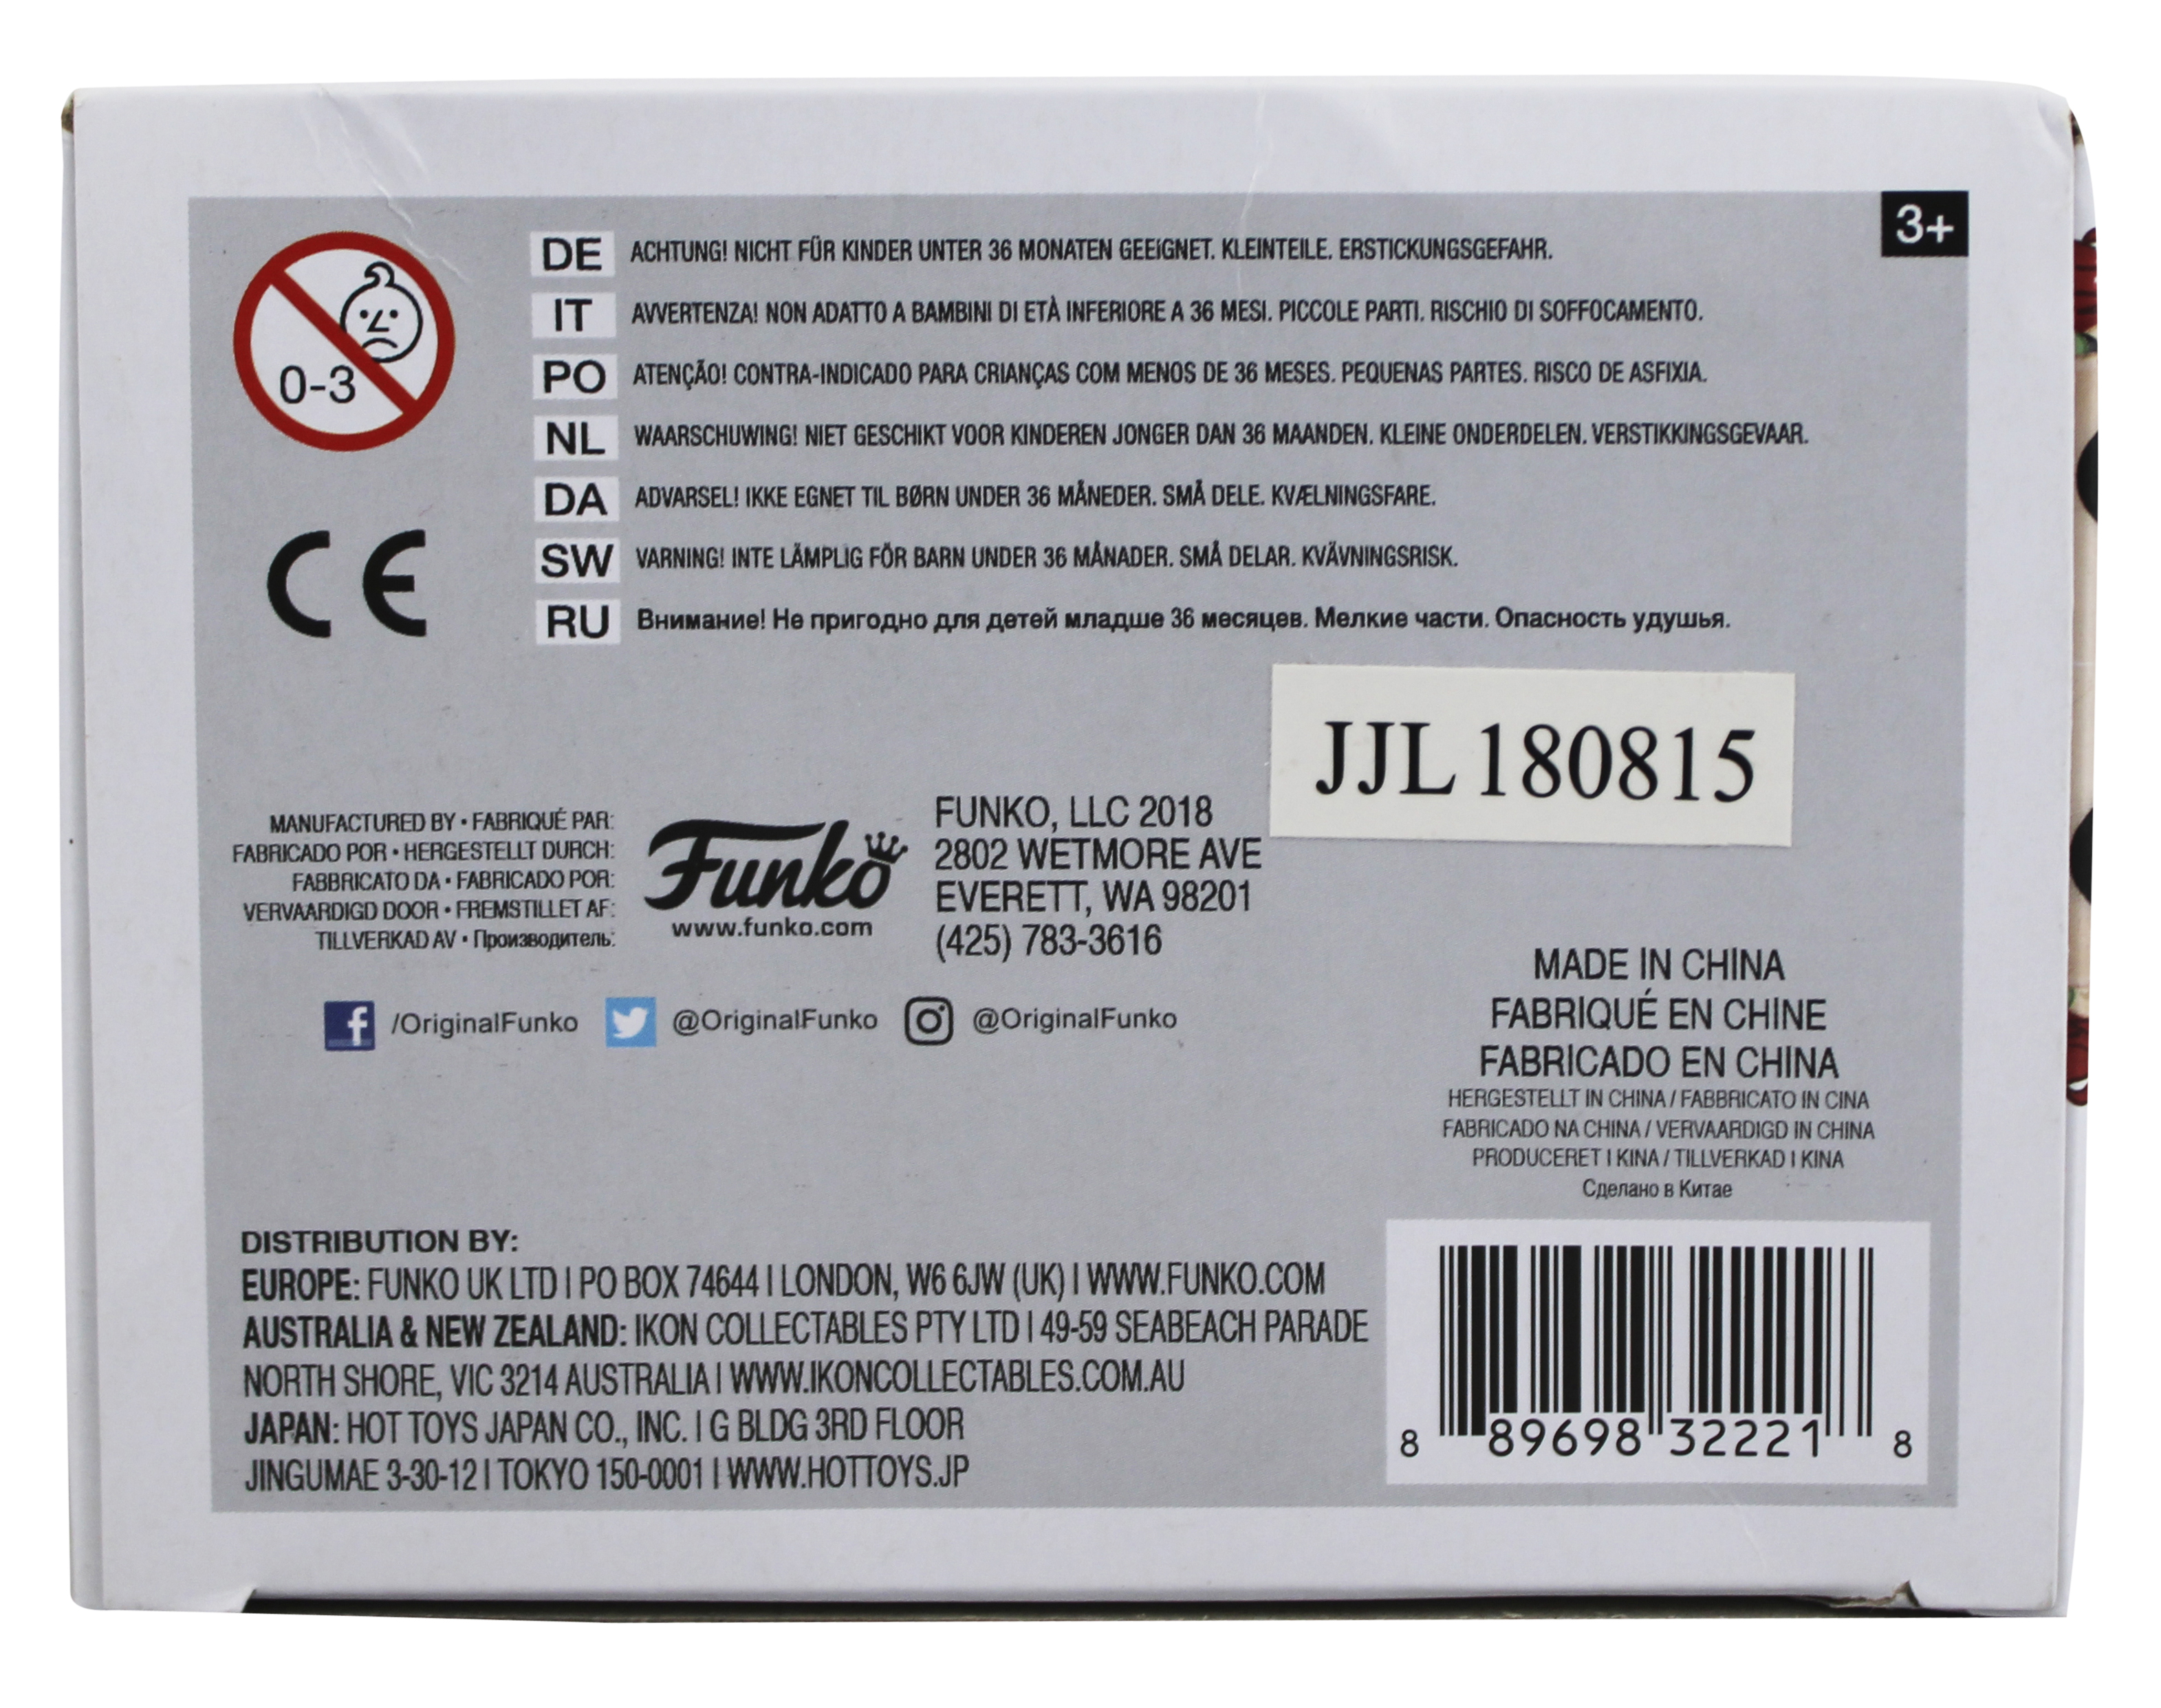 3+
0-3
DE ACHTUNG! NICHT FÜR KINDER UNTER 36 MONATEN GEEIGNET. KLEINTEILE. ERSTICKUNGSGEFAHR.
IT AVVERTENZA! NON ADATTO A BAMBINI DI ETÀ INFERIORE A 36 MESI. PICCOLE PARTI. RISCHIO DI SOFFOCAMENTO.
PO ATENÇÃO! CONTRA-INDICADO PARA CRIANÇAS COM MENOS DE 36 MESES. PEQUENAS PARTES. RISCO DE ASFIXIA.
NL WAARSCHUWING! NIET GESCHIKT VOOR KINDEREN JONGER DAN 36 MAANDEN. KLEINE ONDERDELEN. VERSTIKKINGSGEVAAR.
DA ADVARSEL! IKKE EGNET TIL BØRN UNDER 36 MÅNEDER. SMÅ DELE. KVÆLNINGSFARE.
SW VARNING! INTE LÄMPLIG FÖR BARN UNDER 36 MÅNADER. SMÅ DELAR. KVÄVNINGSRISK.
RU Внимание! Не пригодно для детей младше 36 месяцев. Мелкие части. Опасность удушья.
CE
JJL 180815
MANUFACTURED BY • FABRIQUÉ PAR:
FABRICADO POR • HERGESTELLT DURCH:
FABBRICATO DA • FABRICADO POR:
VERVAARDIGD DOOR • FREMSTILLET AF:
TILLVERKAD AV • Производитель:
Funko
www.funko.com
FUNKO, LLC 2018
2802 WETMORE AVE
EVERETT, WA 98201
(425) 783-3616
/OriginalFunko @OriginalFunko @OriginalFunko
MADE IN CHINA
FABRIQUÉ EN CHINE
FABRICADO EN CHINA
HERGESTELLT IN CHINA / FABBRICATO IN CINA
FABRICADO NA CHINA / VERVAARDIGD IN CHINA
PRODUCERET I KINA / TILLVERKAD I KINA
Сделано в Китае
DISTRIBUTION BY:
EUROPE: FUNKO UK LTD | PO BOX 74644 | LONDON, W6 6JW (UK) | WWW.FUNKO.COM
AUSTRALIA & NEW ZEALAND: IKON COLLECTABLES PTY LTD | 49-59 SEABEACH PARADE
NORTH SHORE, VIC 3214 AUSTRALIA | WWW.IKONCOLLECTABLES.COM.AU
JAPAN: HOT TOYS JAPAN CO., INC. | G BLDG 3RD FLOOR
JINGUMAE 3-30-12 | TOKYO 150-0001 | WWW.HOTTOYS.JP
8 89698 32221 8